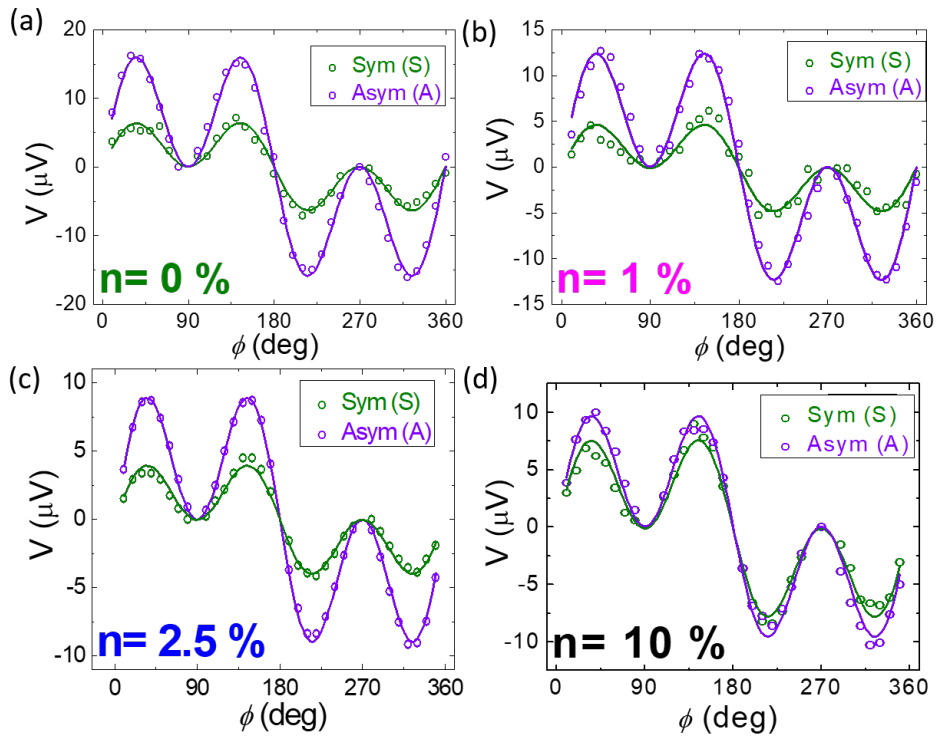 (a)
20
10
0
-10
-20
V (μV)
Sym (S)
Asym (A)
n= 0 %
0 90 180 270 360
ϕ (deg)
(b)
15
10
5
0
-5
-10
-15
V (μV)
Sym (S)
Asym (A)
n= 1 %
0 90 180 270 360
ϕ (deg)
(c)
10
5
0
-5
-10
V (μV)
Sym (S)
Asym (A)
n= 2.5 %
0 90 180 270 360
ϕ (deg)
(d)
10
5
0
-5
-10
V (μV)
Sym (S)
Asym (A)
n= 10 %
0 90 180 270 360
ϕ (deg)